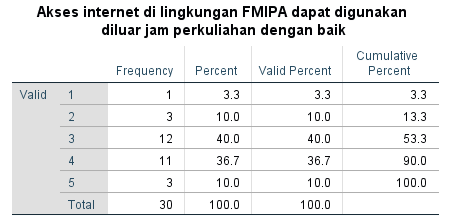 Akses internet di lingkungan FMIPA dapat digunakan
diluar jam perkuliahan dengan baik
Frequency Percent Valid Percent Cumulative Percent
Valid 1 1 3.3 3.3 3.3
2 3 10.0 10.0 13.3
3 12 40.0 40.0 53.3
4 11 36.7 36.7 90.0
5 3 10.0 10.0 100.0
Total 30 100.0 100.0